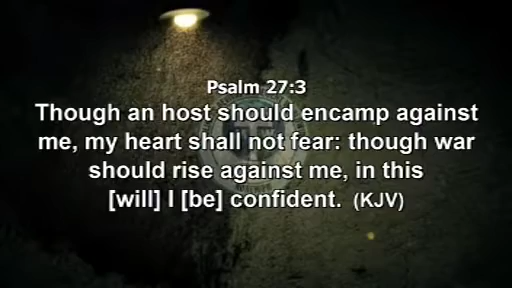 Psalm 27:3
Though an host should encamp against
me, my heart shall not fear: though war
should rise against me, in this
[will] I [be] confident. (KJV)